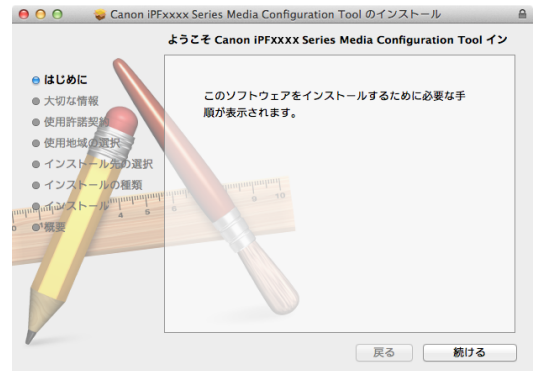 Canon iPFxxxx Series Media Configuration Tool のインストール
ようこそ Canon iPFxxxx Series Media Configuration Tool イン
はじめに
大切な情報
使用許諾契約
使用地域の選択
インストール先の選択
インストールの種類
インストール
概要
このソフトウェアをインストールするために必要な手
順が表示されます。
4 5 6 9 10
戻る 続ける